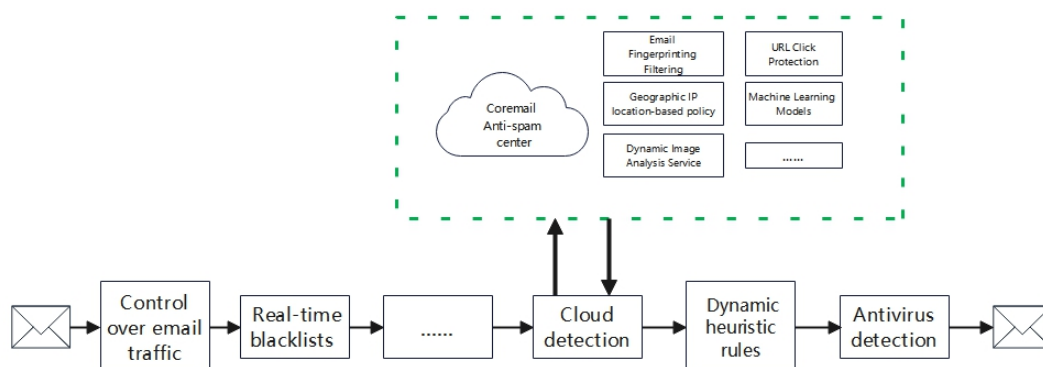 Coremail
Anti-spam
center
Email
Fingerprinting
Filtering
URL Click
Protection
Geographic IP
location-based policy
Machine Learning
Models
Dynamic Image
Analysis Service
......
Control
over email
traffic
Real-time
blacklists
......
Cloud
detection
Dynamic
heuristic
rules
Antivirus
detection